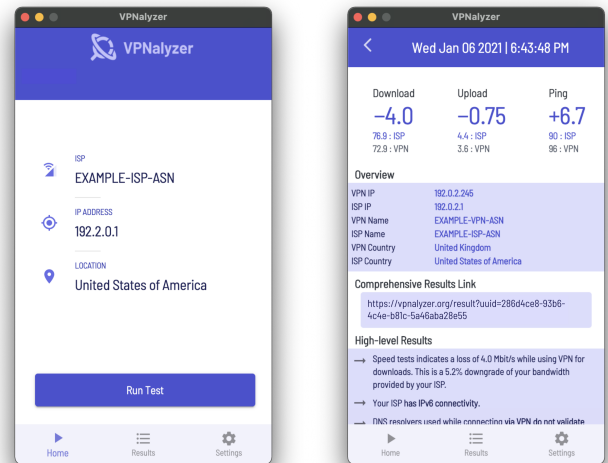 VPNalyzer
VPNalyzer
ISP
EXAMPLE-ISP-ASN
IP ADDRESS
192.2.0.1
LOCATION
United States of America
Run Test
Home
Results
Settings
VPNalyzer
Wed Jan 06 2021 | 6:43:48 PM
Download Upload Ping
−4.0 −0.75 +6.7
76.9 : ISP 4.4 : ISP 90 : ISP
72.9 : VPN 3.6 : VPN 96 : VPN
Overview
VPN IP 192.0.2.245
ISP IP 192.0.2.1
VPN Name EXAMPLE-VPN-ASN
ISP Name EXAMPLE-ISP-ASN
VPN Country United Kingdom
ISP Country United States of America
Comprehensive Results Link
https://vpnalyzer.org/result?uuid=286d4ce8-93b6-
4c4e-b81c-5a46aba28e55
High-level Results
→ Speed tests indicates a loss of 4.0 Mbit/s while using VPN for
downloads. This is a 5.2% downgrade of your bandwidth
provided by your ISP.
→ Your ISP has IPv6 connectivity.
→ DNS resolvers used while connecting via VPN do not validate
Home
Results
Settings